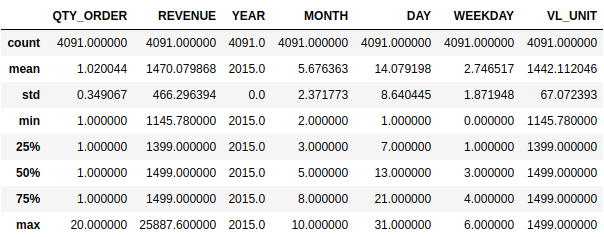 QTY_ORDER REVENUE YEAR MONTH DAY WEEKDAY VL_UNIT
count 4091.000000 4091.000000 4091.0 4091.000000 4091.000000 4091.000000 4091.000000
mean 1.020044 1470.079868 2015.0 5.676363 14.079198 2.746517 1442.112046
std 0.349067 466.296394 0.0 2.371773 8.640445 1.871948 67.072393
min 1.000000 1145.780000 2015.0 2.000000 1.000000 0.000000 1145.780000
25% 1.000000 1399.000000 2015.0 3.000000 7.000000 1.000000 1399.000000
50% 1.000000 1499.000000 2015.0 5.000000 13.000000 3.000000 1499.000000
75% 1.000000 1499.000000 2015.0 8.000000 21.000000 4.000000 1499.000000
max 20.000000 25887.600000 2015.0 10.000000 31.000000 6.000000 1499.000000